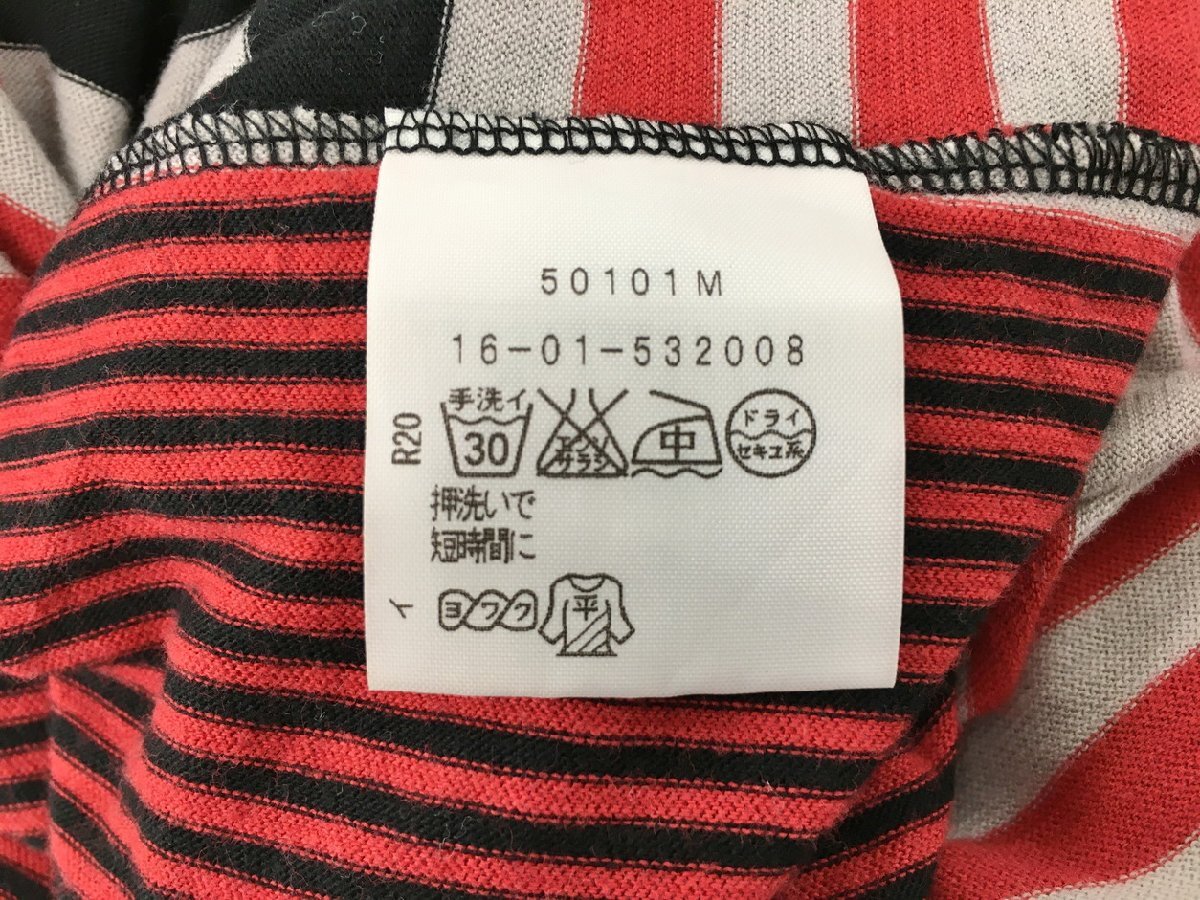 50101M
16-01-532008
手洗イ
30
エンソ
サラシ
中
ドライ
セキユ系
R20
押洗いで
短時間に
イ
ヨワク
平